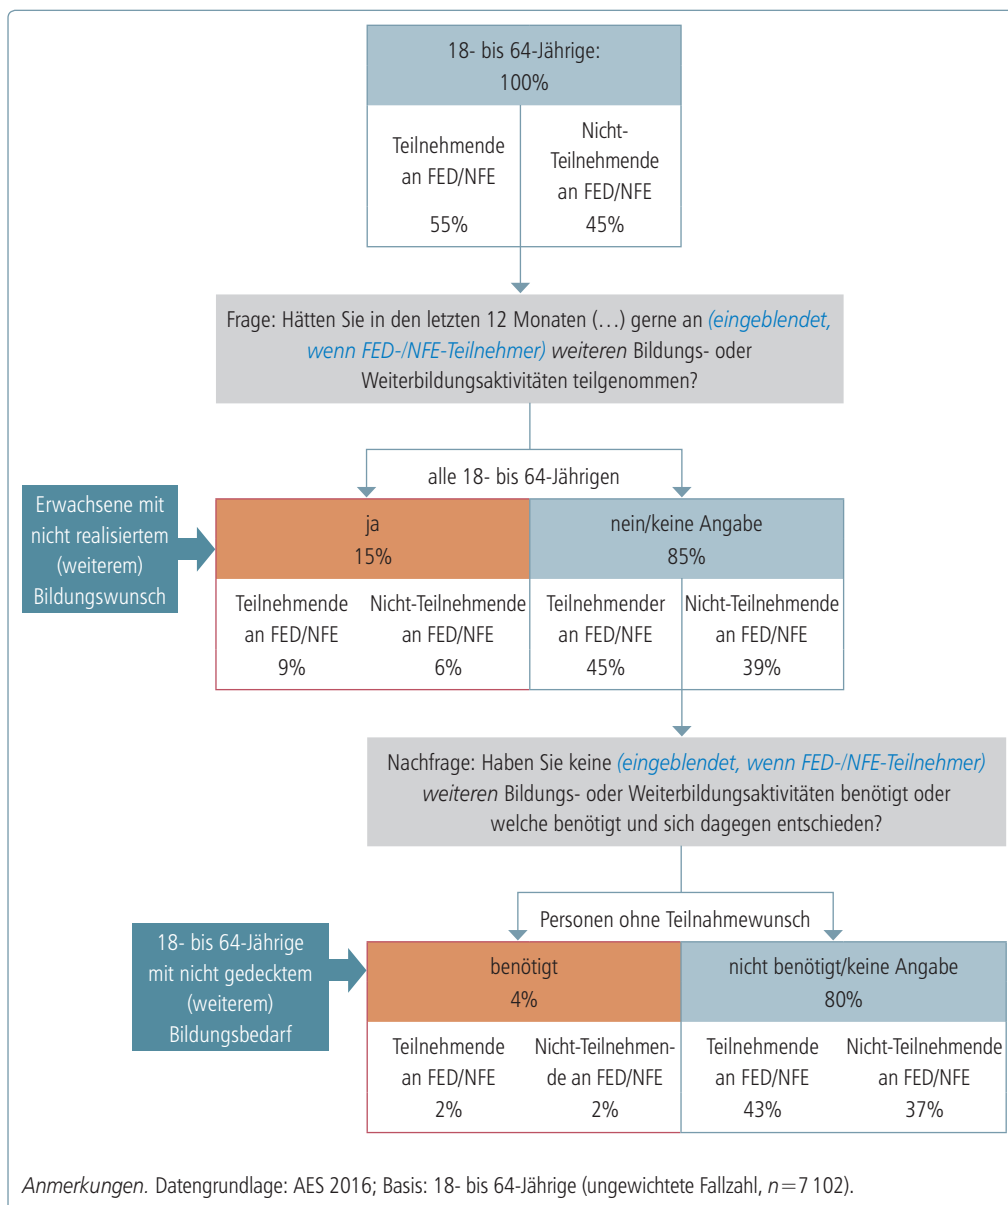 18- bis 64-Jährige:
100%
Teilnehmende
an FED/NFE
55%
Nicht-
Teilnehmende
an FED/NFE
45%
Frage: Hätten Sie in den letzten 12 Monaten (…) gerne an (eingeblendet,
wenn FED-/NFE-Teilnehmer) weiteren Bildungs- oder
Weiterbildungsaktivitäten teilgenommen?
alle 18- bis 64-Jährigen
Erwachsene mit
nicht realisiertem
(weiterem)
Bildungswunsch
ja
15%
nein/keine Angabe
85%
Teilnehmende
an FED/NFE
9%
Nicht-Teilnehmende
an FED/NFE
6%
Teilnehmender
an FED/NFE
45%
Nicht-Teilnehmende
an FED/NFE
39%
Nachfrage: Haben Sie keine (eingeblendet, wenn FED-/NFE-Teilnehmer)
weiteren Bildungs- oder Weiterbildungsaktivitäten benötigt oder
welche benötigt und sich dagegen entschieden?
Personen ohne Teilnahmewunsch
18- bis 64-Jährige
mit nicht gedecktem
(weiterem)
Bildungsbedarf
benötigt
4%
nicht benötigt/keine Angabe
80%
Teilnehmende
an FED/NFE
2%
Nicht-Teilnehmen-
de an FED/NFE
2%
Teilnehmende
an FED/NFE
43%
Nicht-Teilnehmende
an FED/NFE
37%
Anmerkungen. Datengrundlage: AES 2016; Basis: 18- bis 64-Jährige (ungewichtete Fallzahl, n=7 102).